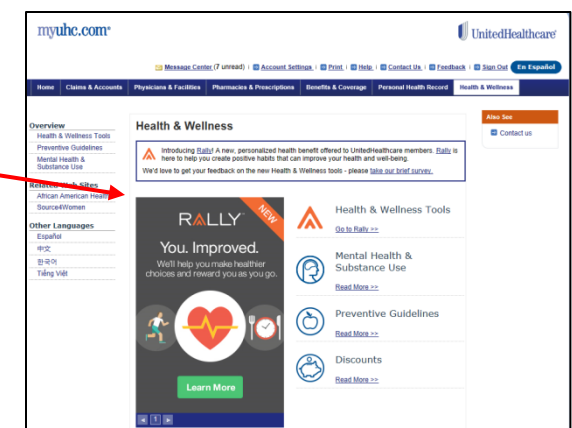 myuhc.com®
UnitedHealthcare®
Message Center (7 unread) | Account Settings | Print | Help | Contact Us | Feedback | Sign Out En Español
Home Claims & Accounts Physicians & Facilities Pharmacies & Prescriptions Benefits & Coverage Personal Health Record Health & Wellness
Overview
Health & Wellness Tools
Preventive Guidelines
Mental Health &
Substance Use
Related Web Sites
African American Health
Source4Women
Other Languages
Español
中文
한국어
Tiếng Việt
Health & Wellness
Introducing Rally! A new, personalized health benefit offered to UnitedHealthcare members. Rally is
here to help you create positive habits that can improve your health and well-being.
We'd love to get your feedback on the new Health & Wellness tools - please take our brief survey.
RALLY
NEW
You. Improved.
We'll help you make healthier
choices and reward you as you go.
Learn More
1
Health & Wellness Tools
Go to Rally >>
Mental Health &
Substance Use
Read More >>
Preventive Guidelines
Read More >>
Discounts
Read More >>
Also See
Contact us